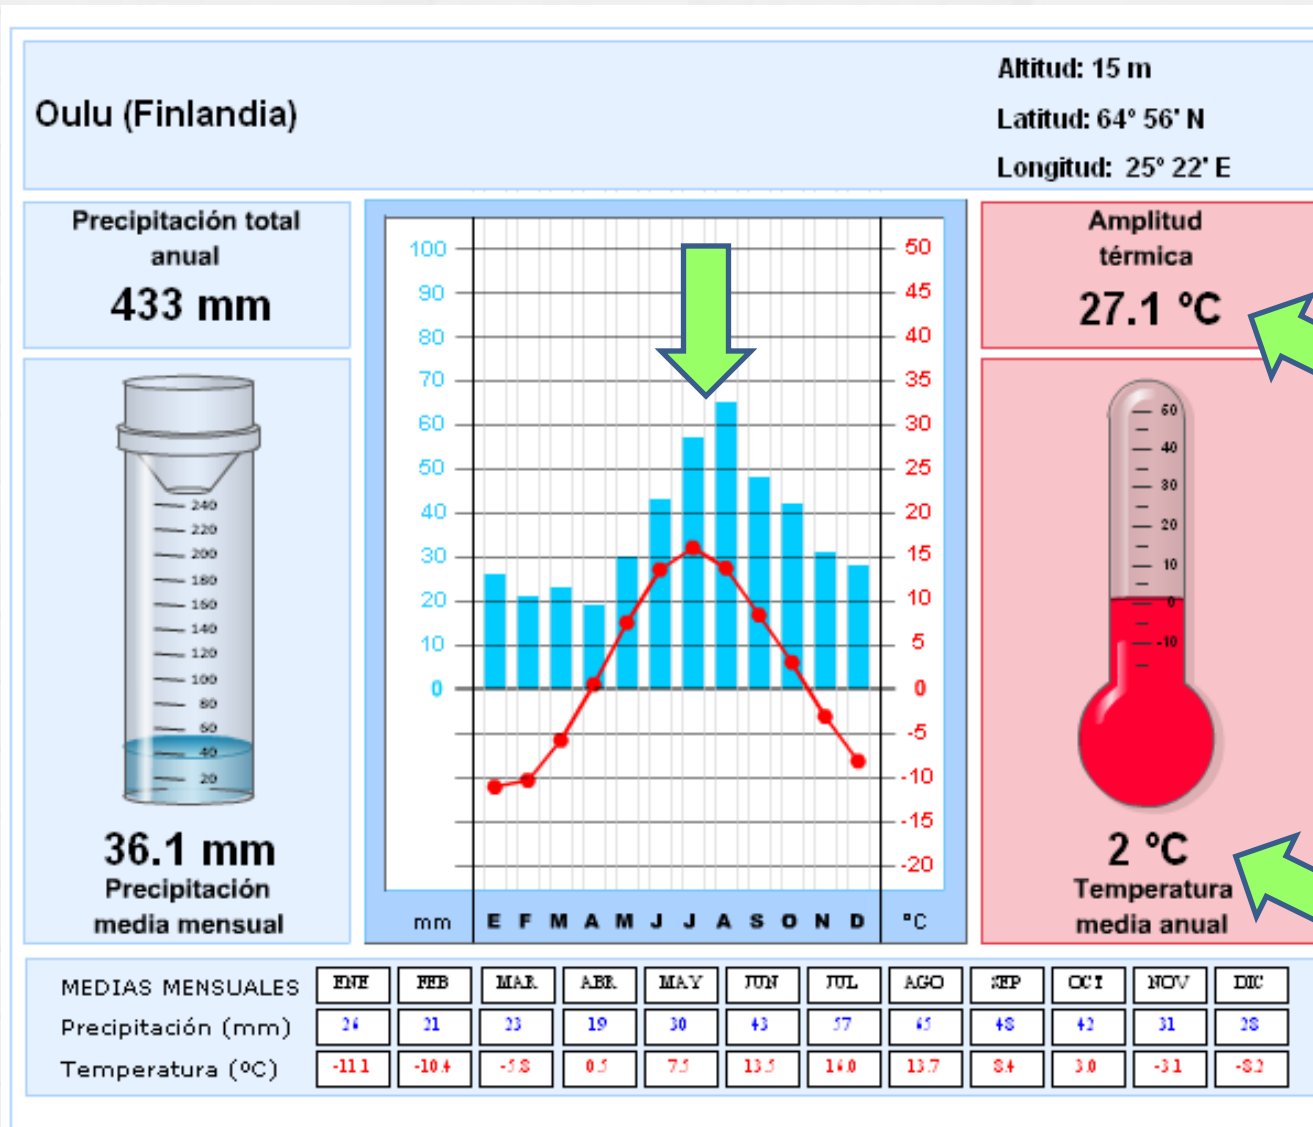 Oulu (Finlandia)
Altitud: 15 m
Latitud: 64º 56' N
Longitud: 25º 22' E
Precipitación total
anual
433 mm
240
220
200
180
160
140
120
100
80
60
40
20
36.1 mm
Precipitación
media mensual
100
90
80
70
60
50
40
30
20
10
0
50
45
40
35
30
25
20
15
10
5
0
-5
-10
-15
-20
mm E F M A M J J A S O N D ºC
Amplitud
térmica
27.1 ºC
60
40
30
20
10
0
-10
2 ºC
Temperatura
media anual
MEDIAS MENSUALES ENE FEB MAR ABR MAY JUN JUL AGO SEP OCT NOV DIC
Precipitación (mm) 26 21 23 19 30 43 57 65 48 42 31 28
Temperatura (ºC) -11.1 -10.4 -5.8 0.5 7.5 13.5 16.0 13.7 8.4 3.0 -3.1 -8.2